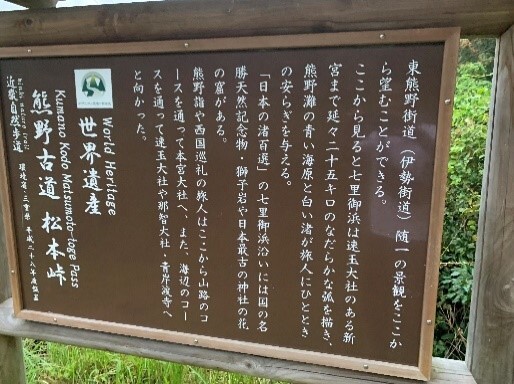 東熊野街道(伊勢街道)随一の景観をここか
ら望むことができる。
ここから見ると七里御浜は速玉大社のある新
宮まで延々二十五キロのなだらかな弧を描き、
熊野灘の青い海原と白い渚が旅人にひととき
の安らぎを与える。
「日本の渚百選」の七里御浜沿いには国の名
勝天然記念物・獅子岩や日本最古の神社の花
の窟がある。
熊野詣や西国巡礼の旅人はここから山路のコ
ースを通って本宮大社へ、また、海辺のコー
スを通って速玉大社や那智大社・青岸渡寺へ
と向かった。
World Heritage
世界遺産
Kumano Kodo Matsumoto-toge Pass
熊野古道 松本峠
近畿自然歩道
環境省・三重県 平成二十八年度設置